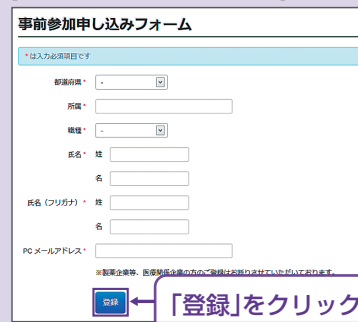 事前参加申し込みフォーム
*は入力必須項目です
都道府県* -
所属*
職種* -
氏名* 姓
名
氏名（フリガナ）* 姓
名
PC メールアドレス*
※製薬企業等、医療関係企業の方のご登録はお断りさせていただいております。
登録
「登録」をクリック